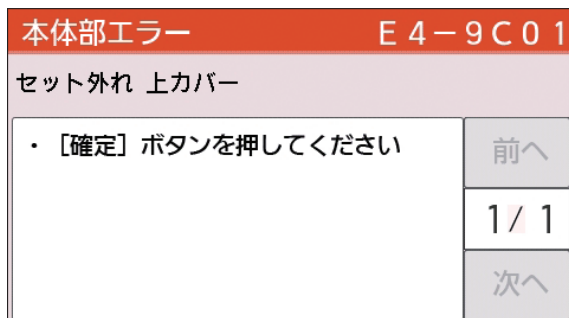 本体部エラー E4-9C01
セット外れ 上カバー
・［確定］ボタンを押してください
前へ
1/ 1
次へ